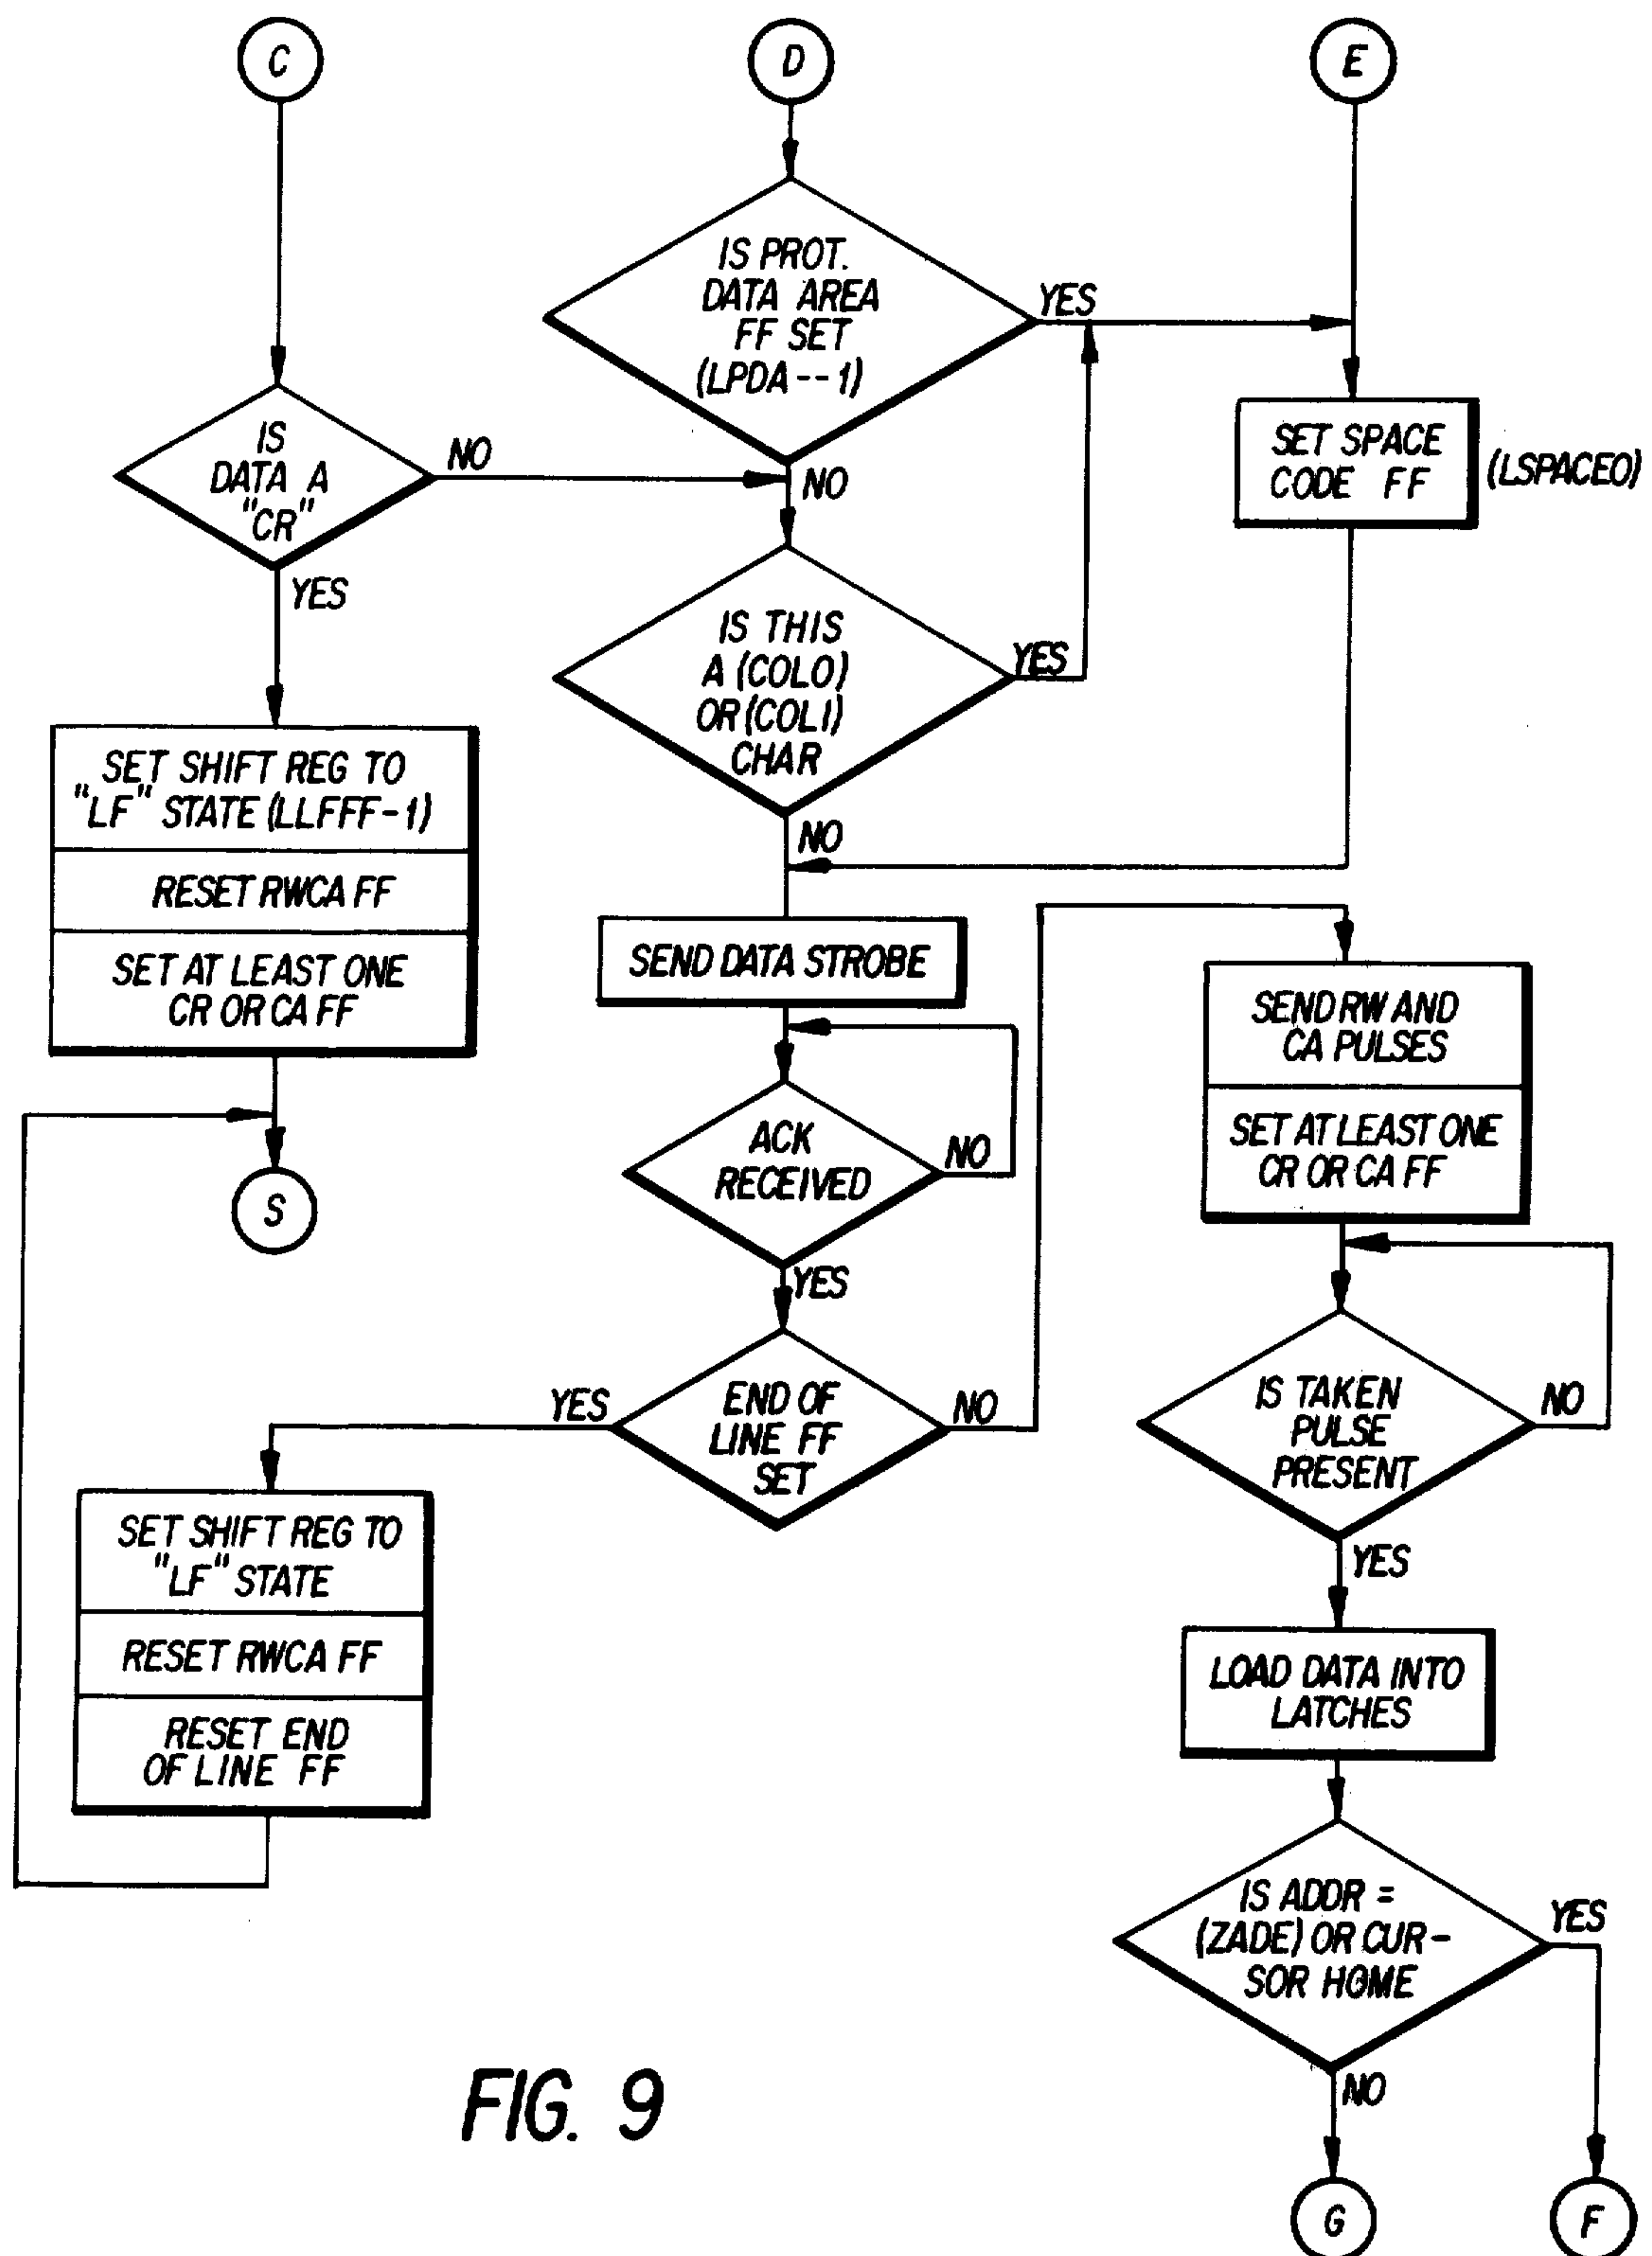 C
D
E
IS PROT.
DATA AREA
FF SET
(LPDA--1)
YES
NO
IS
DATA A
"CR"
NO
YES
SET SPACE
CODE FF
(LSPACEO)
IS THIS
A (COLO)
OR (COL1)
CHAR
YES
NO
SET SHIFT REG TO
"LF" STATE (LLFFF-1)
RESET RWCA FF
SET AT LEAST ONE
CR OR CA FF
S
SEND DATA STROBE
ACK
RECEIVED
NO
YES
END OF
LINE FF
SET
YES
NO
SEND RW AND
CA PULSES
SET AT LEAST ONE
CR OR CA FF
IS TAKEN
PULSE
PRESENT
NO
YES
SET SHIFT REG TO
"LF" STATE
RESET RWCA FF
RESET END
OF LINE FF
LOAD DATA INTO
LATCHES
IS ADDR =
(ZADE) OR CUR-
SOR HOME
YES
NO
G
F
FIG. 9